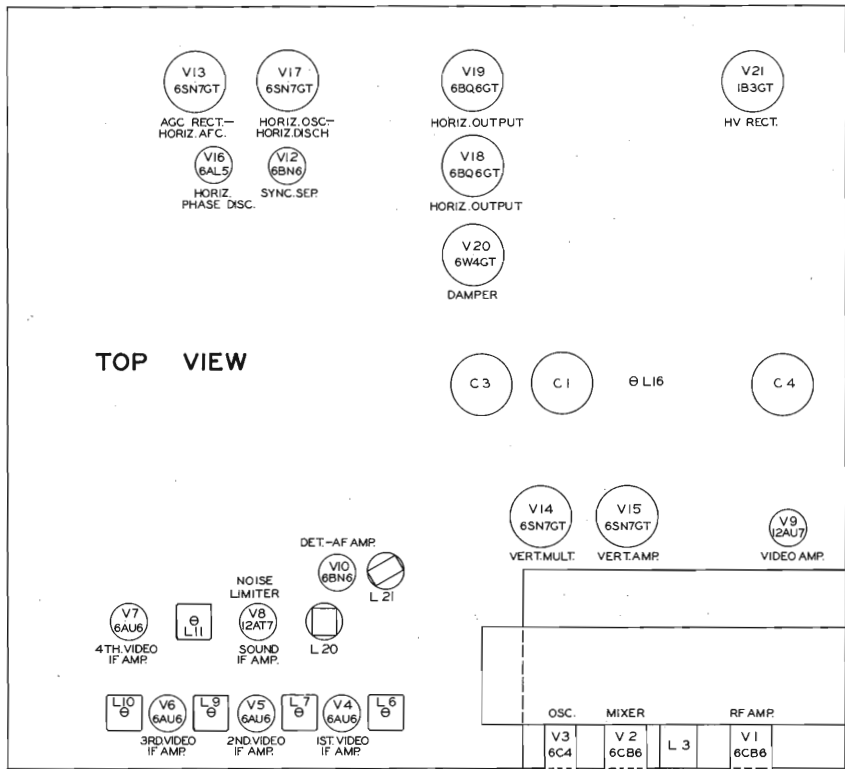 V13
6SN7GT
AGC RECT.-
HORIZ.AFC.
V17
6SN7GT
HORIZ.OSC-
HORIZ.DISCH
V19
6BQ6GT
HORIZ.OUTPUT
V21
1B3GT
HV RECT.
V16
6AL5
HORIZ.
PHASE DISC.
V12
6BN6
SYNC.SEP.
V18
6BQ6GT
HORIZ.OUTPUT
V20
6W4GT
DAMPER
TOP VIEW
C3
C1
L16
C4
V14
6SN7GT
VERT.MULT.
V15
6SN7GT
VERT.AMP.
V9
12AU7
VIDEO AMP.
DET.-AF AMP.
V10
6BN6
L21
V7
6AU6
4TH.VIDEO
IF AMP.
L11
NOISE
LIMITER
V8
12AT7
SOUND
IF AMP.
L20
L10
V6
6AU6
3RD.VIDEO
IF AMP.
L9
V5
6AU6
2ND.VIDEO
IF AMP.
L7
V4
6AU6
1ST.VIDEO
IF AMP.
L6
OSC.
V3
6C4
MIXER
V2
6CB6
L3
RF AMP.
V1
6CB6